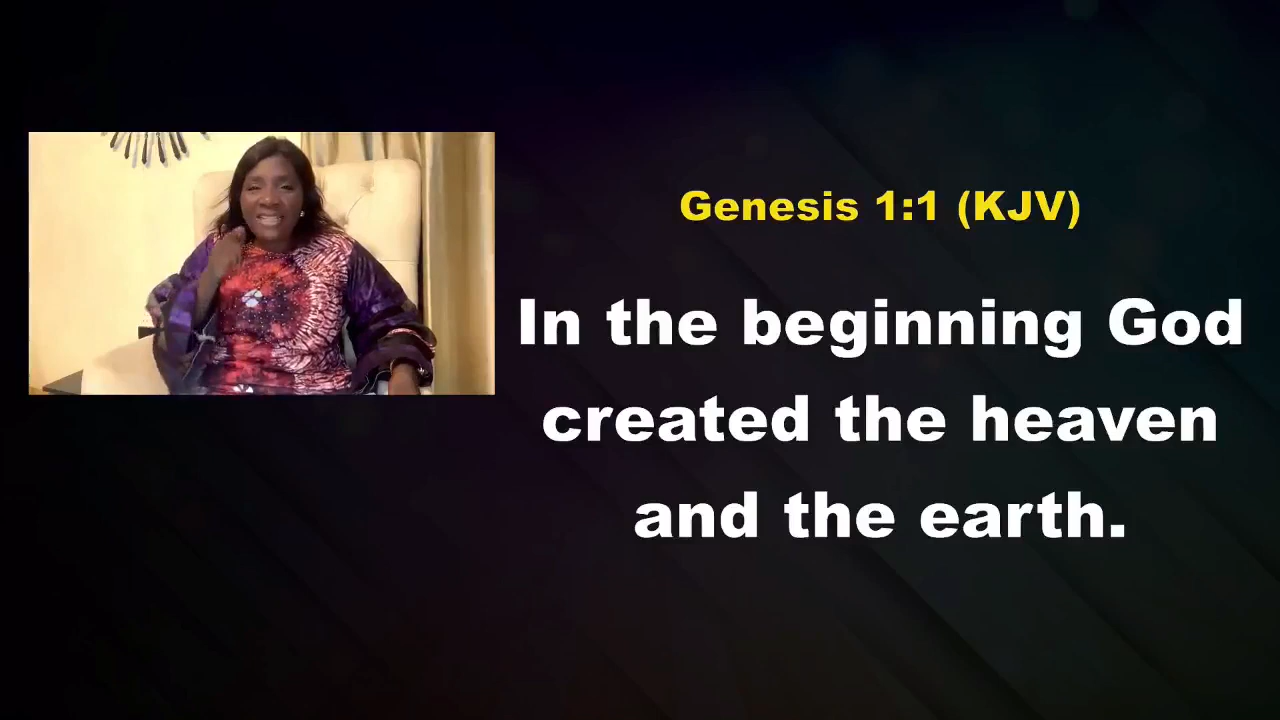 Genesis 1:1 (KJV)
In the beginning God
created the heaven
and the earth.